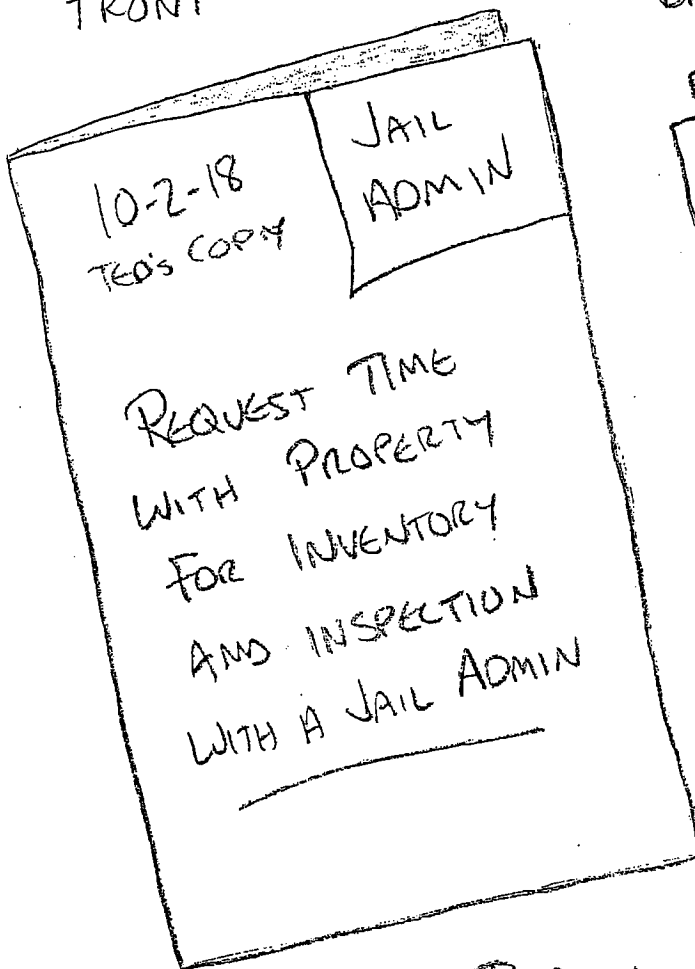 FRONT
10-2-18
TED'S COPY
JAIL
ADMIN
REQUEST TIME
WITH PROPERTY
FOR INVENTORY
AND INSPECTION
WITH A JAIL ADMIN